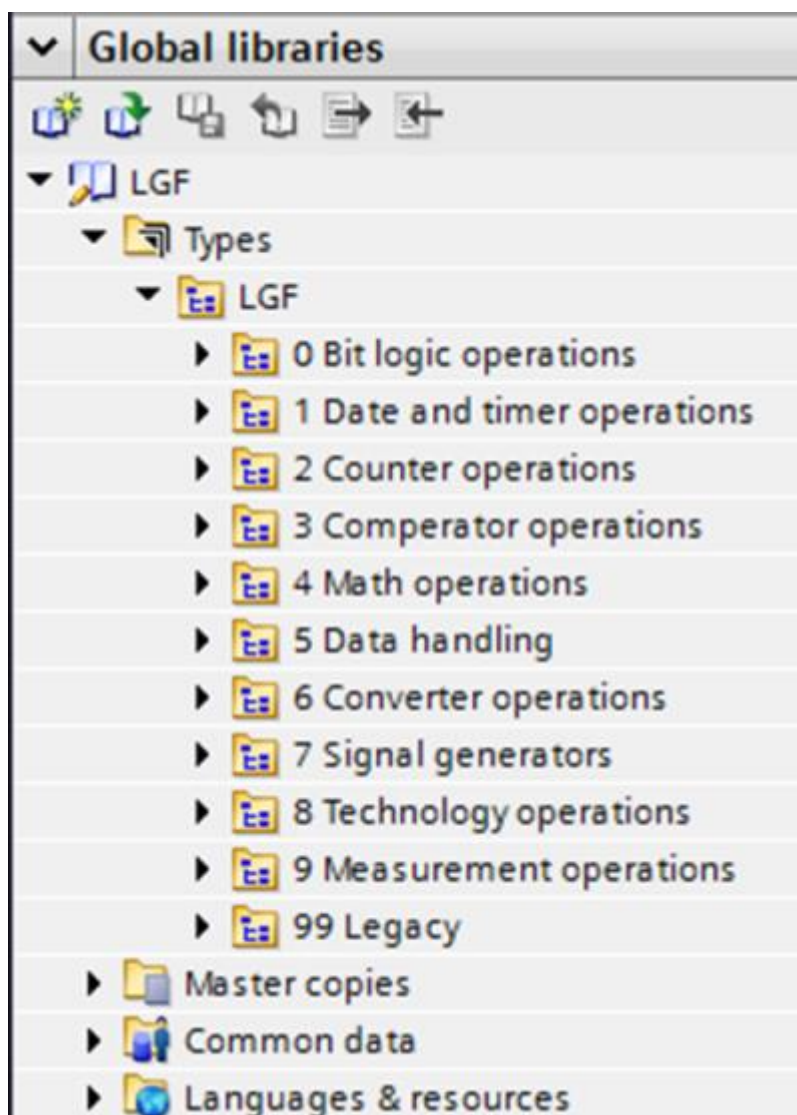 Global libraries
LGF
Types
LGF
0 Bit logic operations
1 Date and timer operations
2 Counter operations
3 Comperator operations
4 Math operations
5 Data handling
6 Converter operations
7 Signal generators
8 Technology operations
9 Measurement operations
99 Legacy
Master copies
Common data
Languages & resources